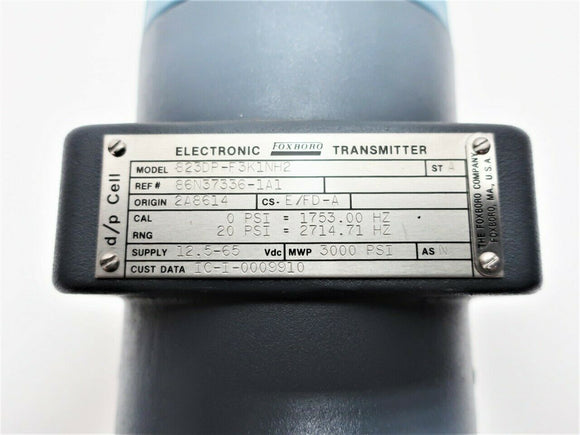 ELECTRONIC FOXBORO TRANSMITTER
MODEL 823DP-F3K1NH2 ST A
REF # 86N37336-1A1
ORIGIN 2A8614 CS- E/FD-A
CAL 0 PSI = 1753.00 HZ
RNG 20 PSI = 2714.71 HZ
SUPPLY 12.5-65 Vdc MWP 3000 PSI AS N
CUST DATA IC-I-0009910
d/p Cell
THE FOXBORO COMPANY
FOXBORO, MA, USA